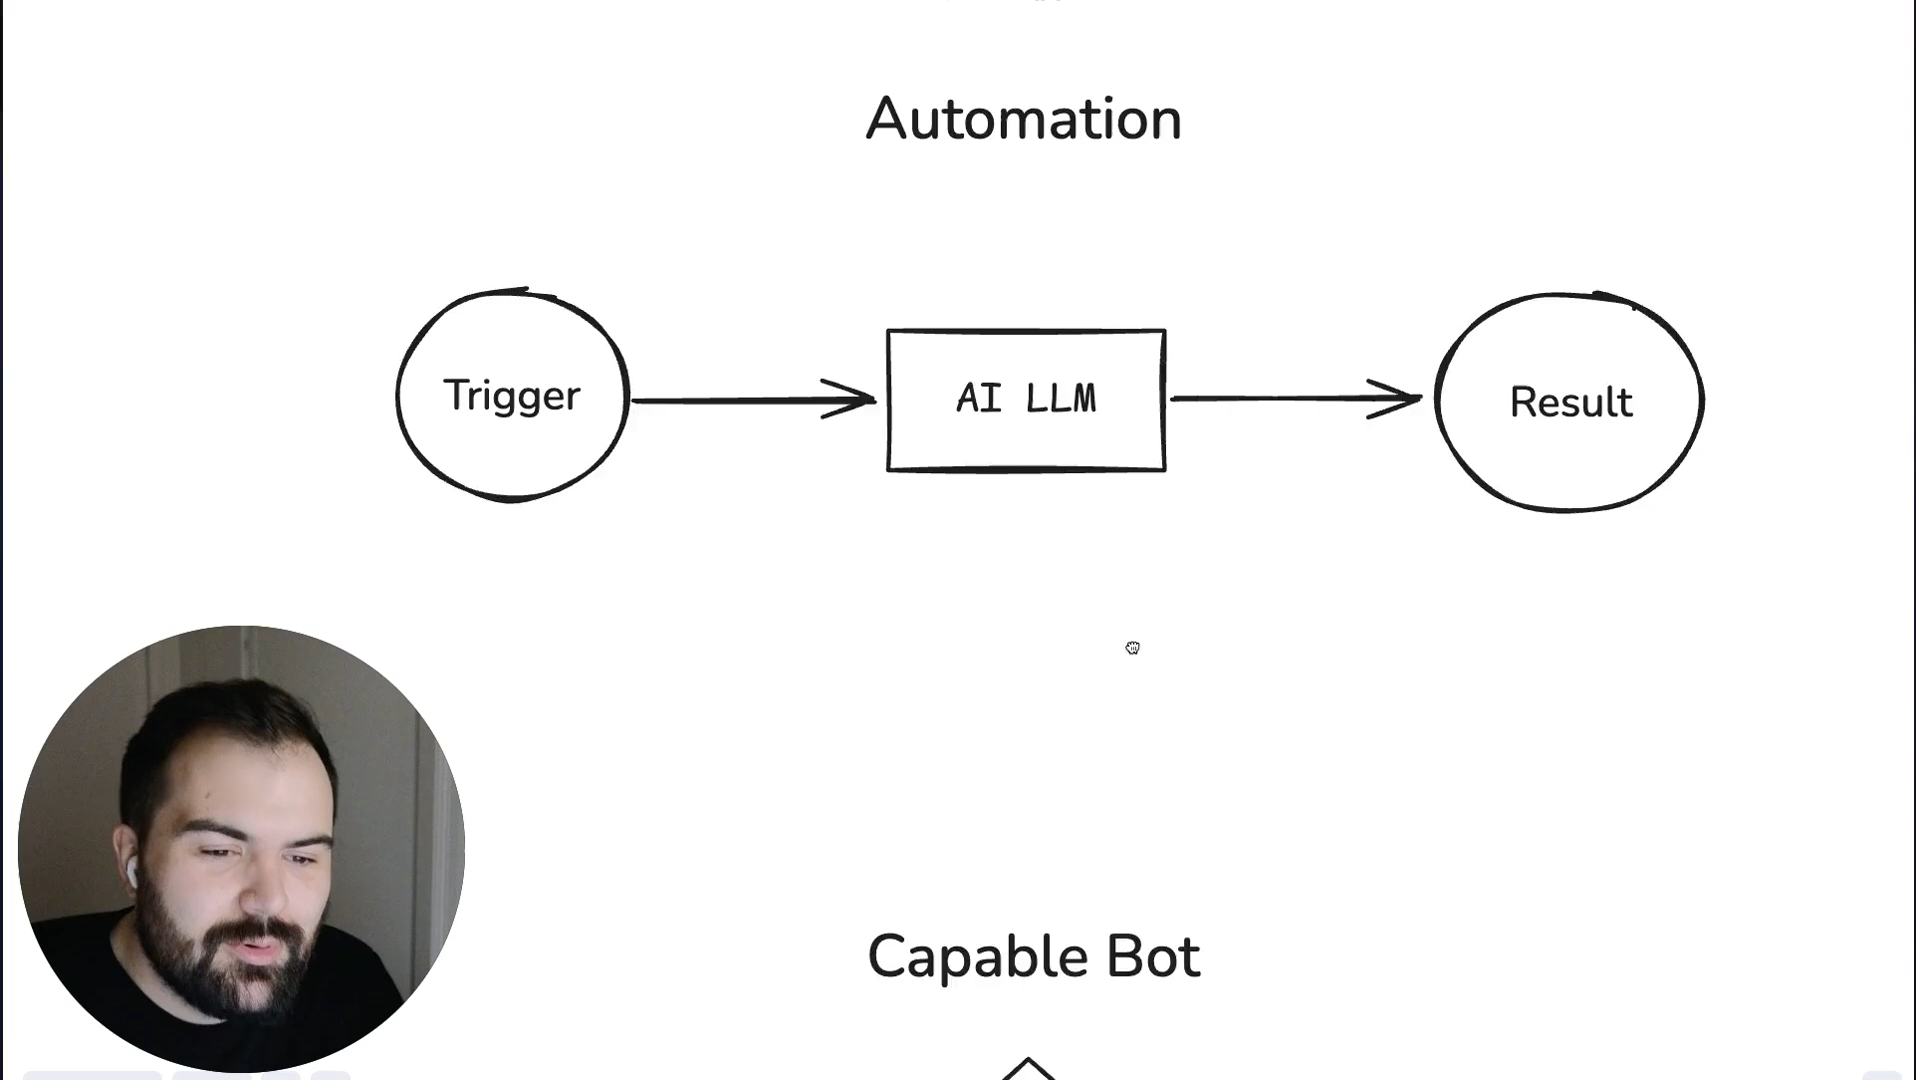 Automation
Trigger
AI LLM
Result
Capable Bot